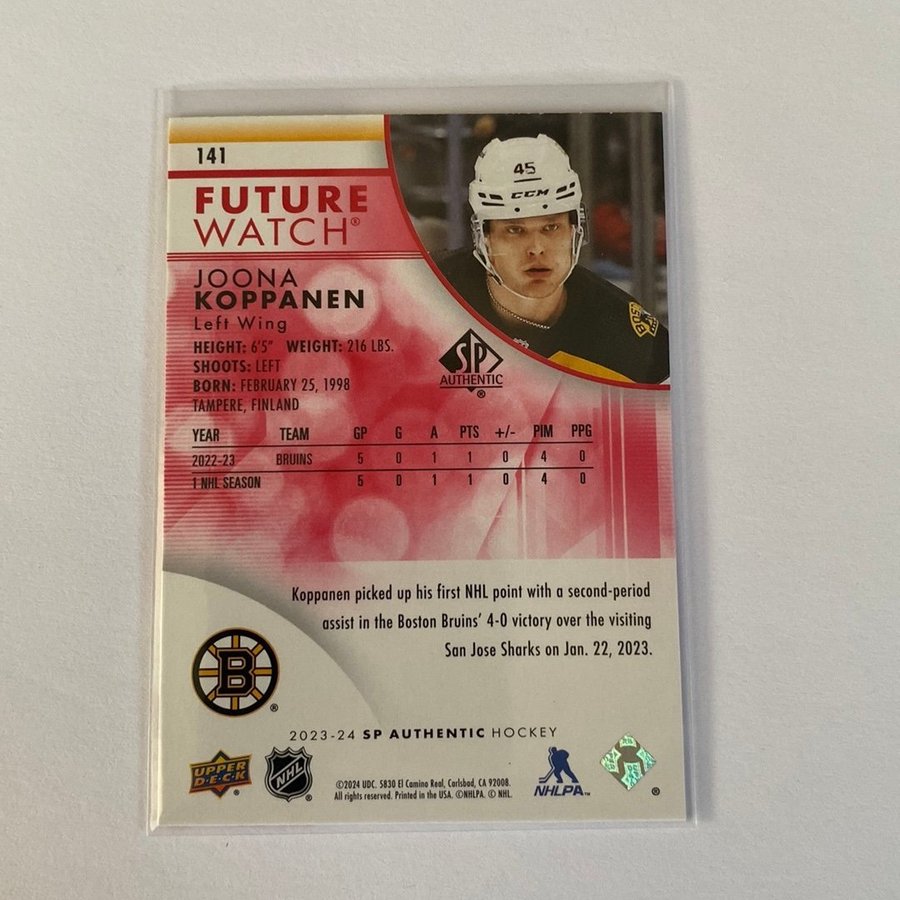 141
FUTURE
WATCH®
JOONA
KOPPANEN
Left Wing
HEIGHT: 6'5" WEIGHT: 216 LBS.
SHOOTS: LEFT
BORN: FEBRUARY 25, 1998
TAMPERE, FINLAND
45
CCM
SP
AUTHENTIC
®
YEAR TEAM GP G A PTS +/- PIM PPG
2022-23 BRUINS 5 0 1 1 0 4 0
1 NHL SEASON 5 0 1 1 0 4 0
Koppanen picked up his first NHL point with a second-period
assist in the Boston Bruins' 4-0 victory over the visiting
San Jose Sharks on Jan. 22, 2023.
B
®
2023-24 SP AUTHENTIC HOCKEY
UPPER
DECK
®
NHL
®
©2024 UDC. 5830 El Camino Real, Carlsbad, CA 92008.
All rights reserved. Printed in the USA. ©NHLPA. © NHL.
NHLPA™
®